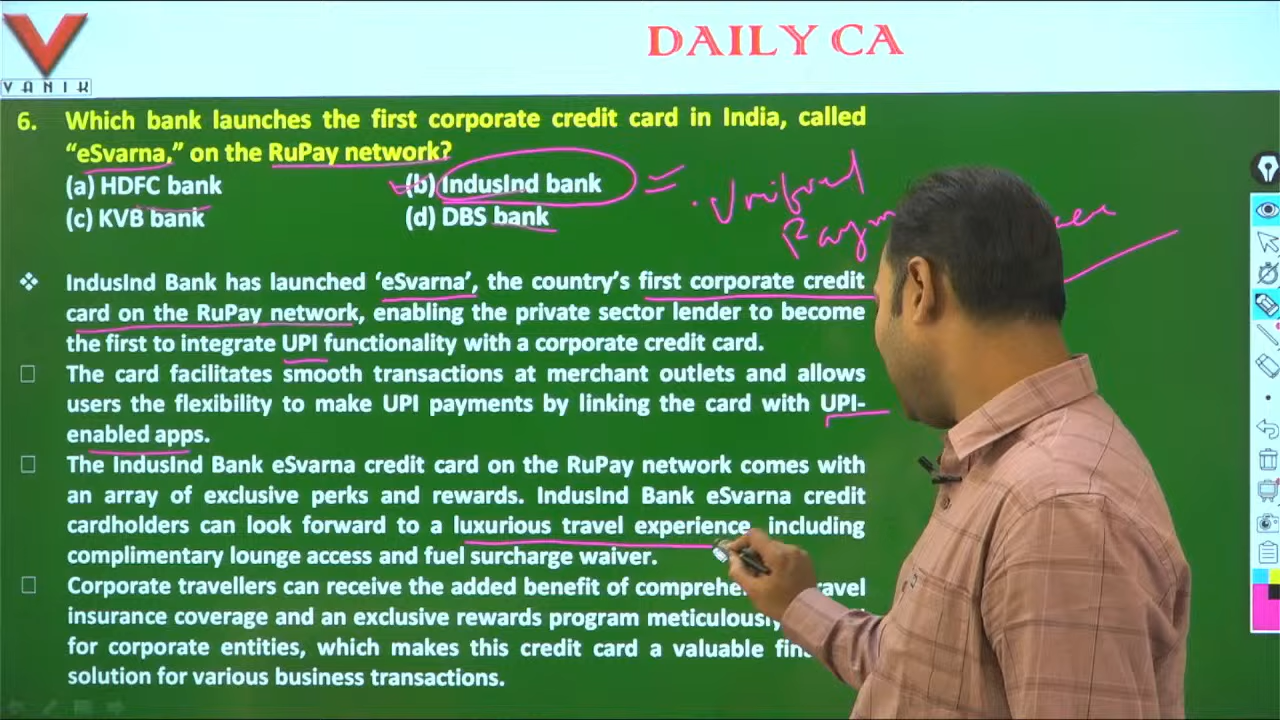 VANIK
DAILY CA
6. Which bank launches the first corporate credit card in India, called
“eSvarna,” on the RuPay network?
(a) HDFC bank (b) IndusInd bank
(c) KVB bank (d) DBS bank
Paym
❖ IndusInd Bank has launched ‘eSvarna’, the country’s first corporate credit
card on the RuPay network, enabling the private sector lender to become
the first to integrate UPI functionality with a corporate credit card.
The card facilitates smooth transactions at merchant outlets and allows
users the flexibility to make UPI payments by linking the card with UPI-
enabled apps.
The IndusInd Bank eSvarna credit card on the RuPay network comes with
an array of exclusive perks and rewards. IndusInd Bank eSvarna credit
cardholders can look forward to a luxurious travel experience, including
complimentary lounge access and fuel surcharge waiver.
Corporate travellers can receive the added benefit of
insurance coverage and an exclusive rewards program
for corporate entities, which makes this credit card a valuable
solution for various business transactions.